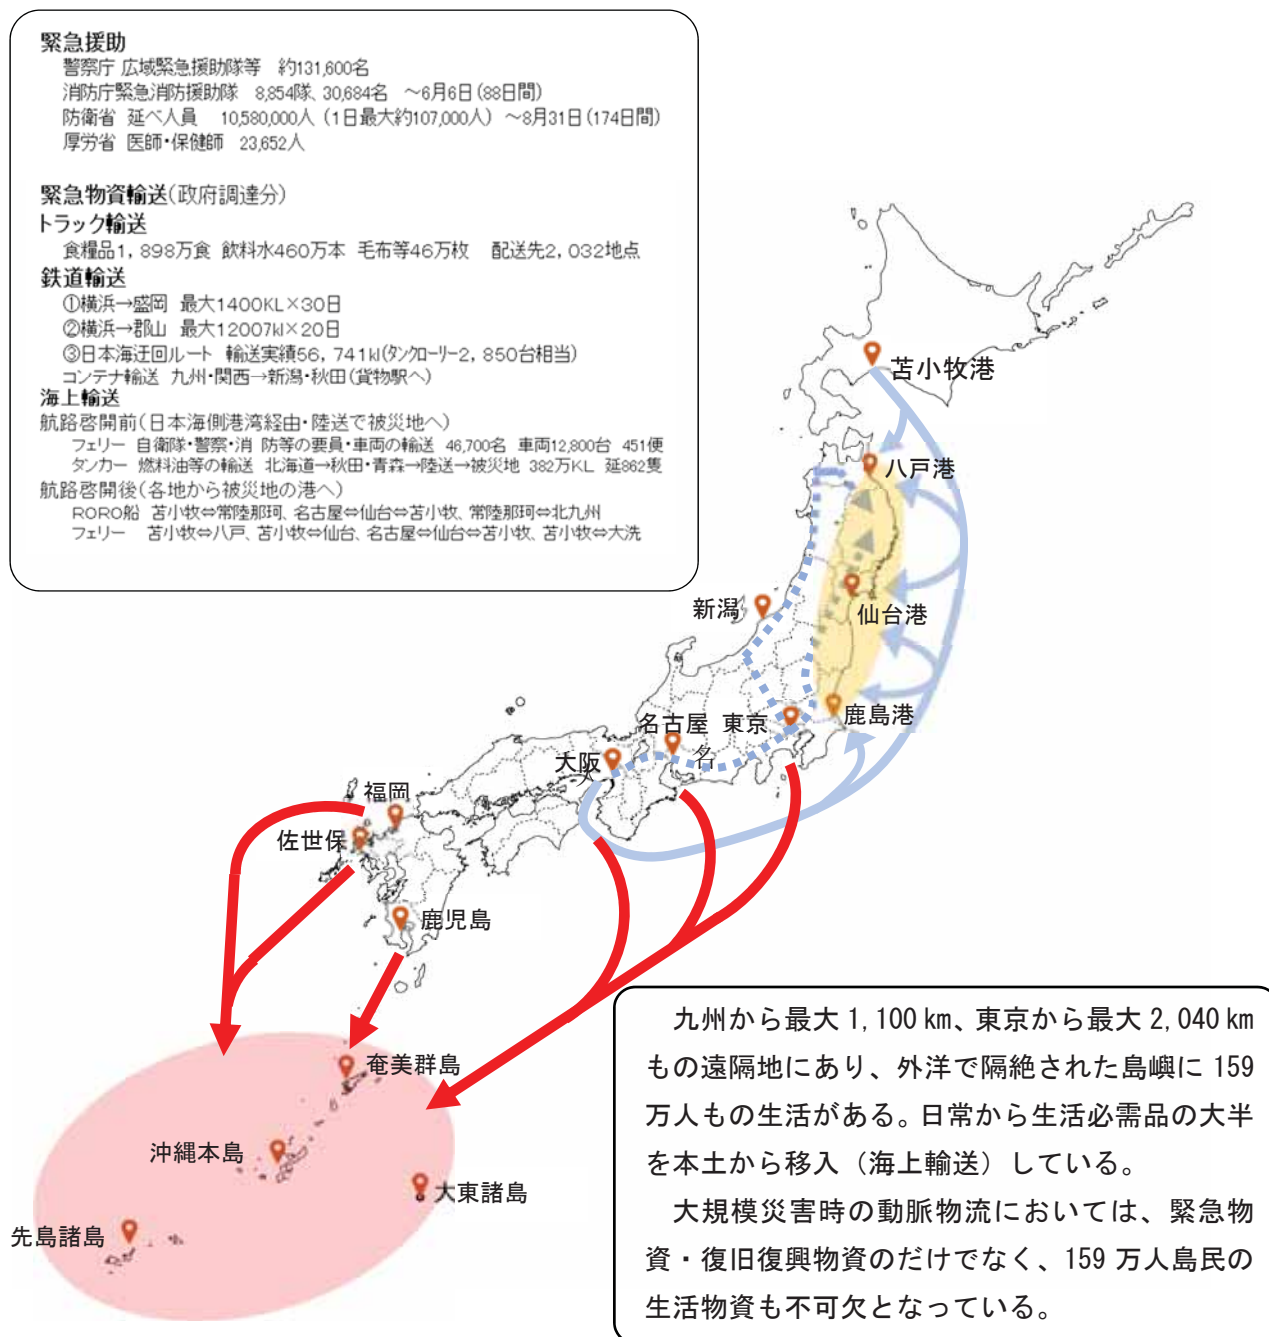 緊急援助
警察庁 広域緊急援助隊等 約131,600名
消防庁緊急消防援助隊 8,854隊、30,684名 ～6月6日(88日間)
防衛省 延べ人員 10,580,000人 (1日最大約107,000人) ～8月31日(174日間)
厚労省 医師・保健師 23,652人
緊急物資輸送(政府調達分)
トラック輸送
食糧品1,898万食 飲料水460万本 毛布等46万枚 配送先2,032地点
鉄道輸送
①横浜→盛岡 最大1400KL×30日
②横浜→郡山 最大12007kl×20日
③日本海迂回ルート 輸送実績56,741kl(タンクローリー2,850台相当)
コンテナ輸送 九州・関西→新潟・秋田(貨物駅へ)
海上輸送
航路啓開前(日本海側港湾経由・陸送で被災地へ)
フェリー 自衛隊・警察・消 防等の要員・車両の輸送 46,700名 車両12,800台 451便
タンカー 燃料油等の輸送 北海道→秋田・青森→陸送→被災地 382万KL 延862隻
航路啓開後(各地から被災地の港へ)
RORO船 苫小牧⇔常陸那珂、名古屋⇔仙台⇔苫小牧、常陸那珂⇔北九州
フェリー 苫小牧⇔八戸、苫小牧⇔仙台、名古屋⇔仙台⇔苫小牧、苫小牧⇔大洗
苫小牧港
八戸港
新潟
仙台港
鹿島港
名古屋 東京
名
大阪
福岡
佐世保
鹿児島
奄美群島
沖縄本島
大東諸島
先島諸島
九州から最大1,100km、東京から最大2,040km
もの遠隔地にあり、外洋で隔絶された島嶼に159
万人もの生活がある。日常から生活必需品の大半
を本土から移入（海上輸送）している。
大規模災害時の動脈物流においては、緊急物
資・復旧復興物資のだけでなく、159万人島民の
生活物資も不可欠となっている。